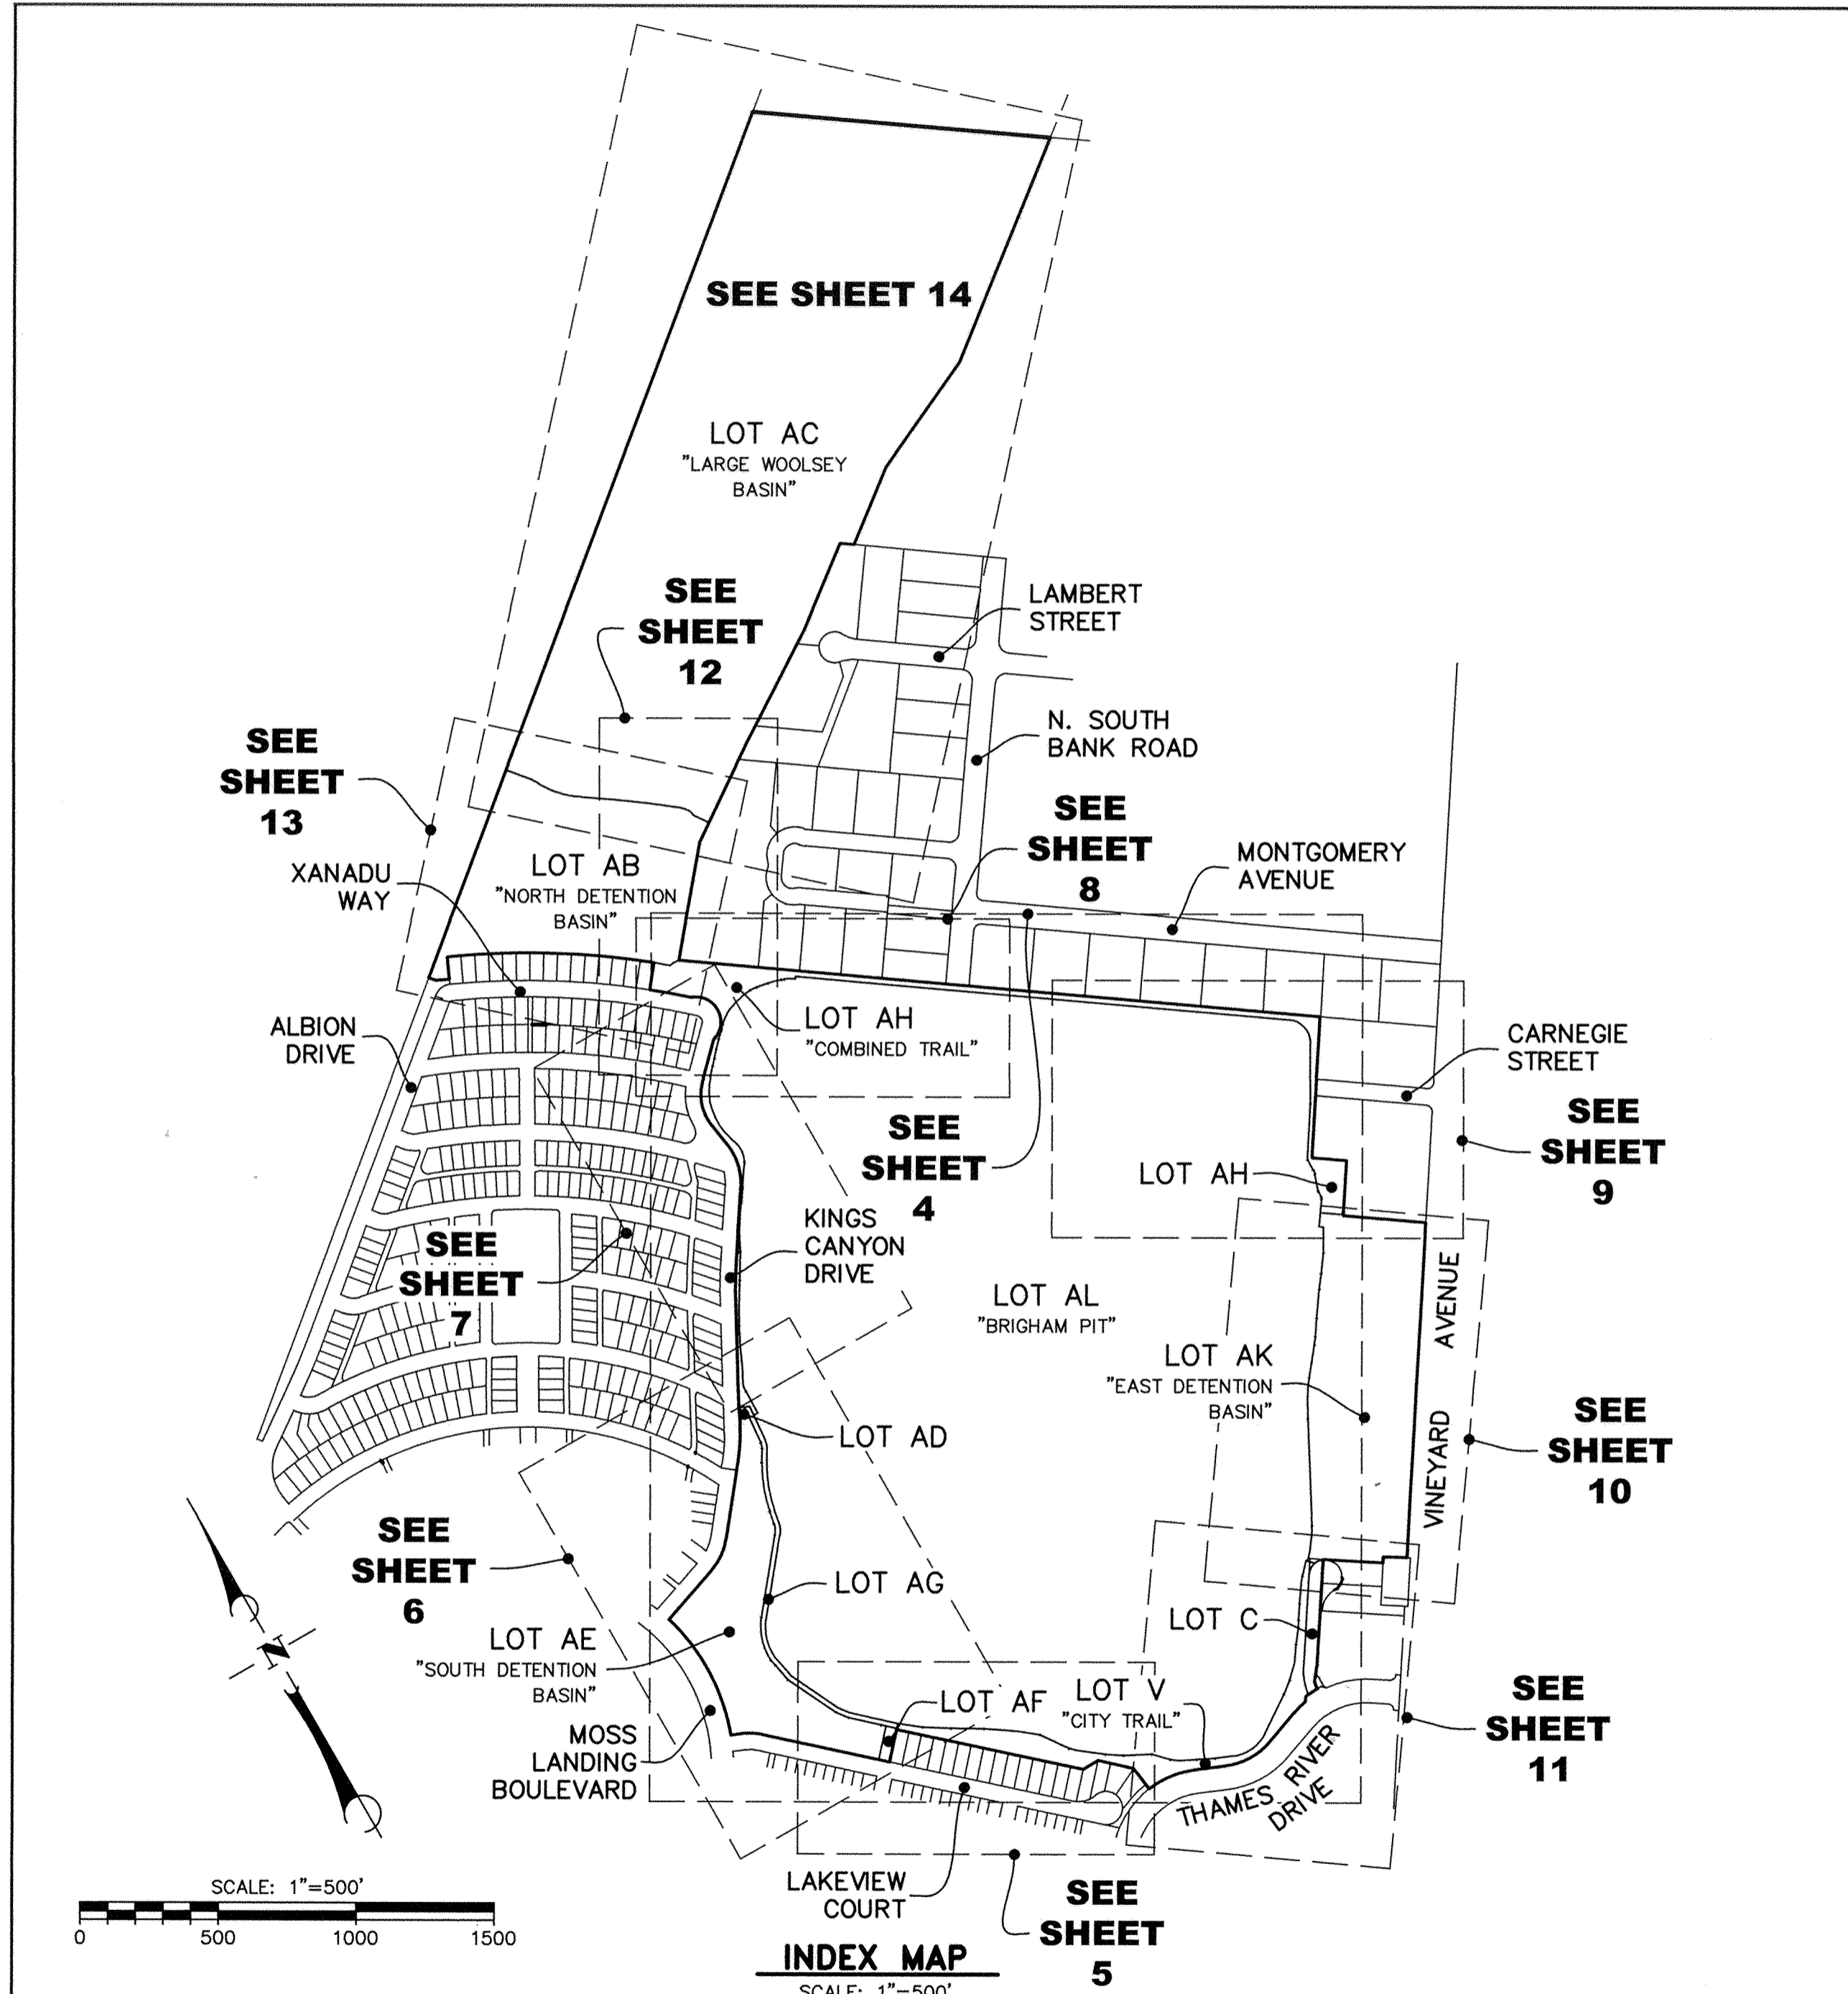 SEE SHEET 14
LOT AC
"LARGE WOOLSEY
BASIN"
SEE
SHEET
12
LAMBERT
STREET
N. SOUTH
BANK ROAD
SEE
SHEET
13
SEE
SHEET
8
MONTGOMERY
AVENUE
XANADU
WAY
LOT AB
"NORTH DETENTION
BASIN"
ALBION
DRIVE
LOT AH
"COMBINED TRAIL"
CARNEGIE
STREET
SEE
SHEET
9
SEE
SHEET
4
LOT AH
SEE
SHEET
7
KINGS
CANYON
DRIVE
LOT AL
"BRIGHAM PIT"
VINEYARD AVENUE
LOT AK
"EAST DETENTION
BASIN"
SEE
SHEET
10
LOT AD
SEE
SHEET
6
LOT AG
LOT C
LOT AE
"SOUTH DETENTION
BASIN"
LOT AF
LOT V
"CITY TRAIL"
SEE
SHEET
11
MOSS
LANDING
BOULEVARD
THAMES RIVER
DRIVE
N
LAKEVIEW
COURT
SEE
SHEET
5
SCALE: 1"=500'
0 500 1000 1500
INDEX MAP
SCALE: 1"=500'